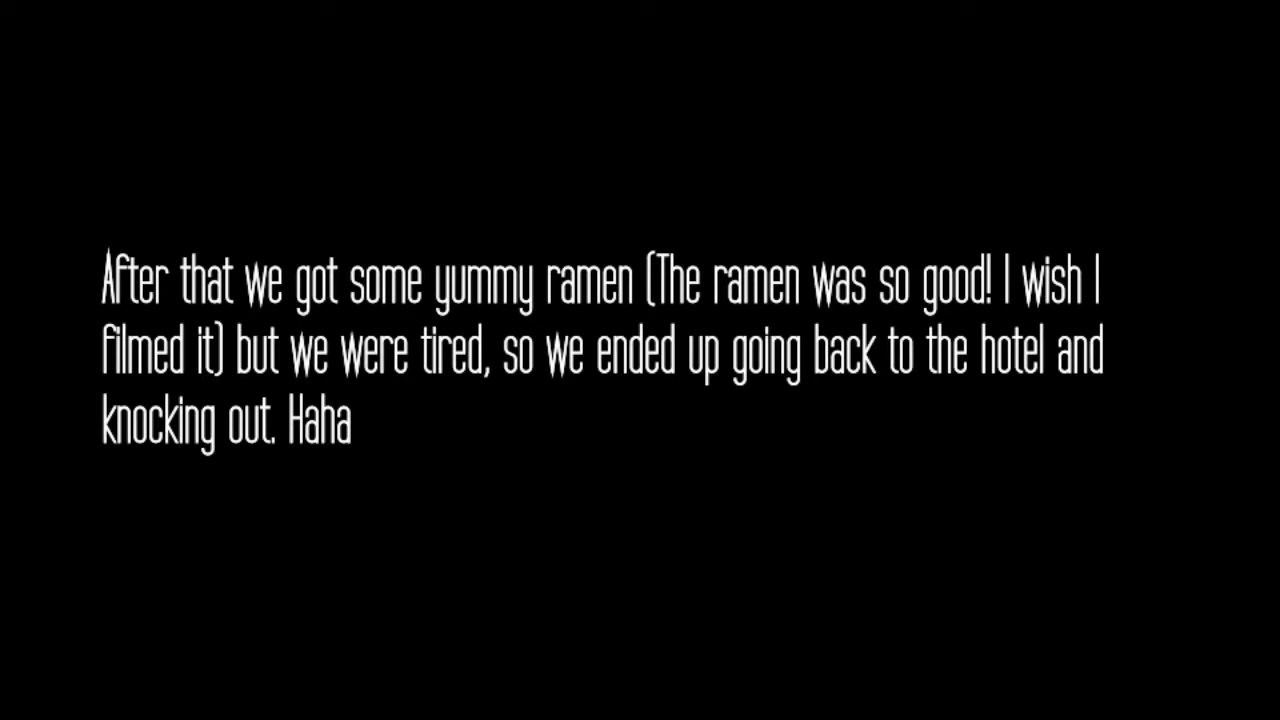 After that we got some yummy ramen (The ramen was so good! I wish I
filmed it) but we were tired, so we ended up going back to the hotel and
knocking out. Haha